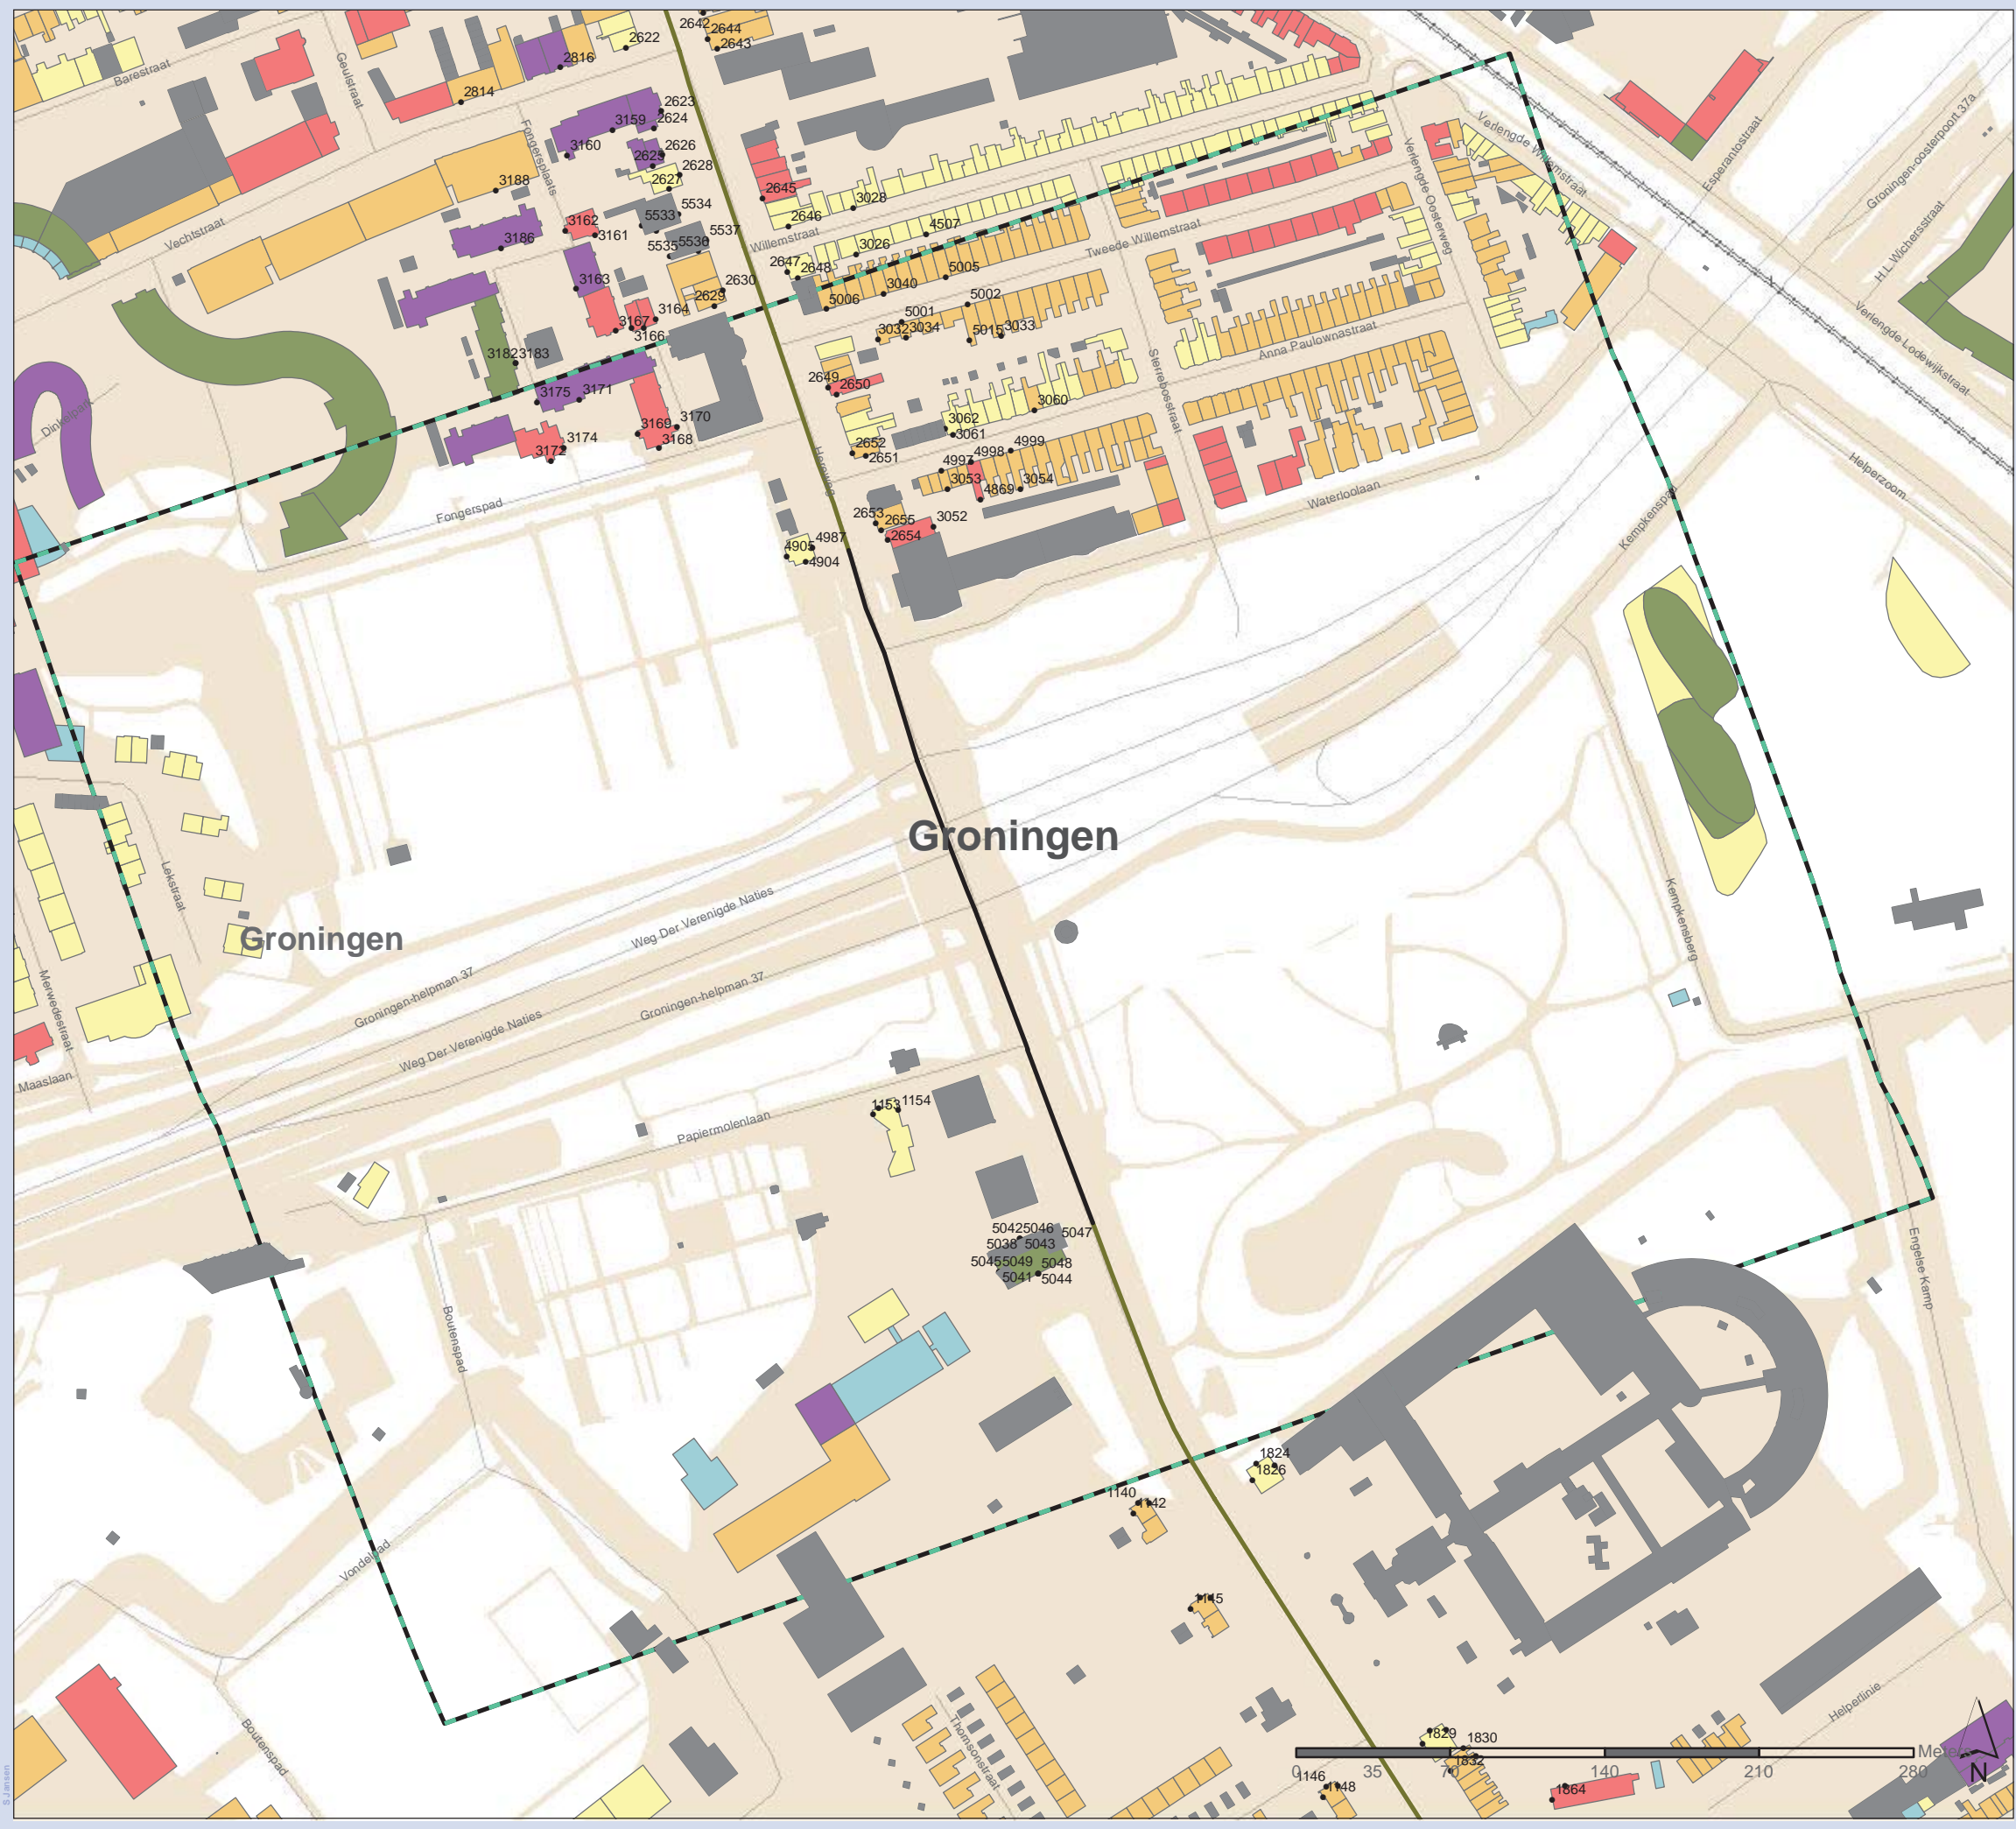 2642
2644
2643
2622
2816
2814
Barestraat
Geulstraat
Fongersplaats
2623
3159
2624
3160
2626
2625
2628
2627
3188
2645
3028
5534
5533
2646
Vechtstraat
3162
3161
5537
5535
Willemstraat
4507
3186
3026
Tweede Willemstraat
2647
2648
3163
2630
2629
3040
5005
5006
5002
5001
3164
3167
3032
3034
5015
3033
3166
3182
3183
Verlengde Willemstraat
Verlengde Oosterweg
Esperantostraat
Groningen-oosterpoort 37a
H.L Wichersstraat
Verlengde Lodewijkstraat
Anna Paulownastraat
Sterrebosstraat
3175
3171
2649
2650
Dinkelpark
3060
3062
3061
3169
3170
3168
3174
3172
2652
2651
4999
4998
4997
3053
3054
4869
Hereweg
Waterloolaan
Helperzoom
Kempkenspad
Fongerspad
2653
2655
3052
2654
4987
4905
4904
Groningen
Groningen
Lekstraat
Merwedestraat
Maaslaan
Weg Der Verenigde Naties
Groningen-helpman 37
Groningen-helpman 37
Weg Der Verenigde Naties
Kempkensberg
1153
1154
Papiermolenlaan
5042
5046
5047
5038
5043
5045
5049
5048
5041
5044
Engelse Kamp
Boutenspad
Vondelpad
1824
1826
1140
1142
1145
Boutenspad
Thomsonstraat
Helperlinie
1829
1830
1832
1146
1148
1864
0
35
70
140
210
280
Meters
N
S Jansen